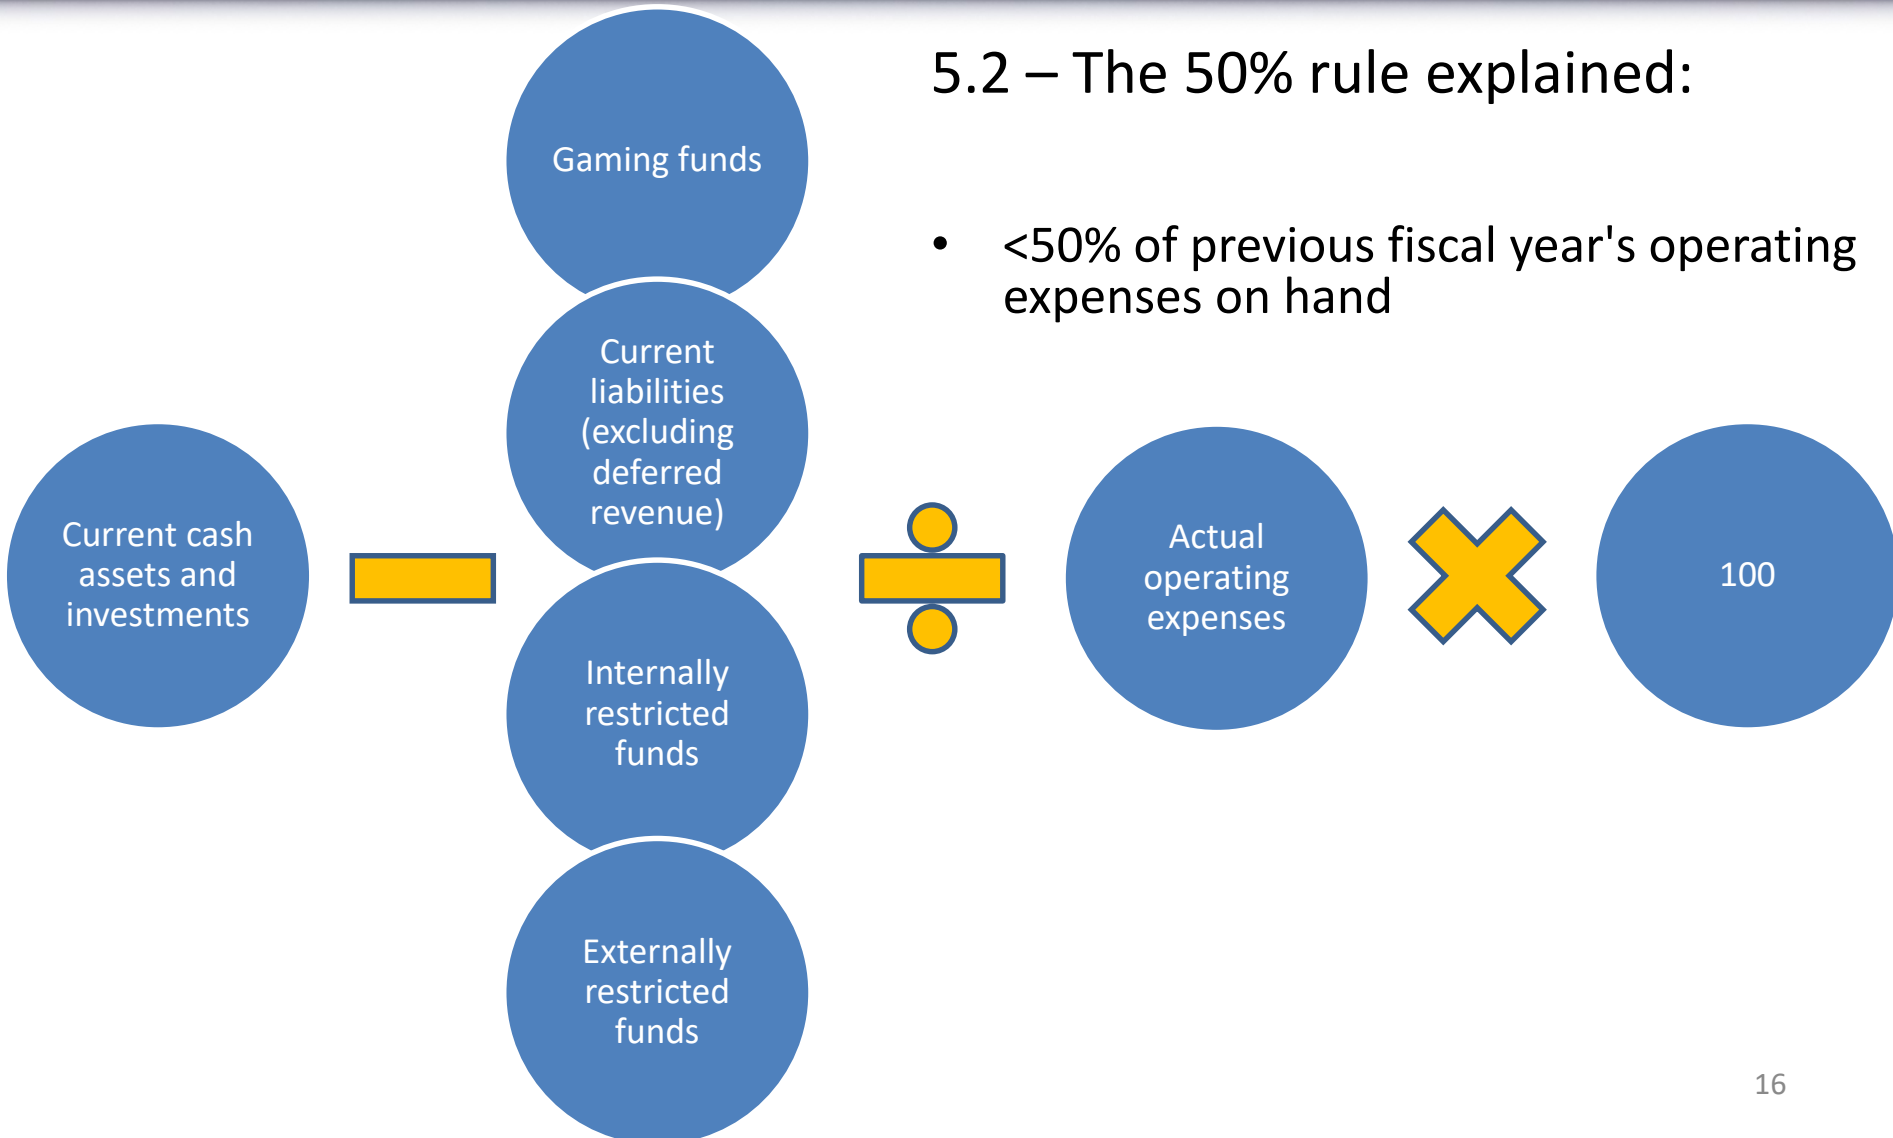 5.2 – The 50% rule explained:
• <50% of previous fiscal year's operating
expenses on hand
Current cash
assets and
investments
Gaming funds
Current
liabilities
(excluding
deferred
revenue)
Internally
restricted
funds
Externally
restricted
funds
Actual
operating
expenses
100
16